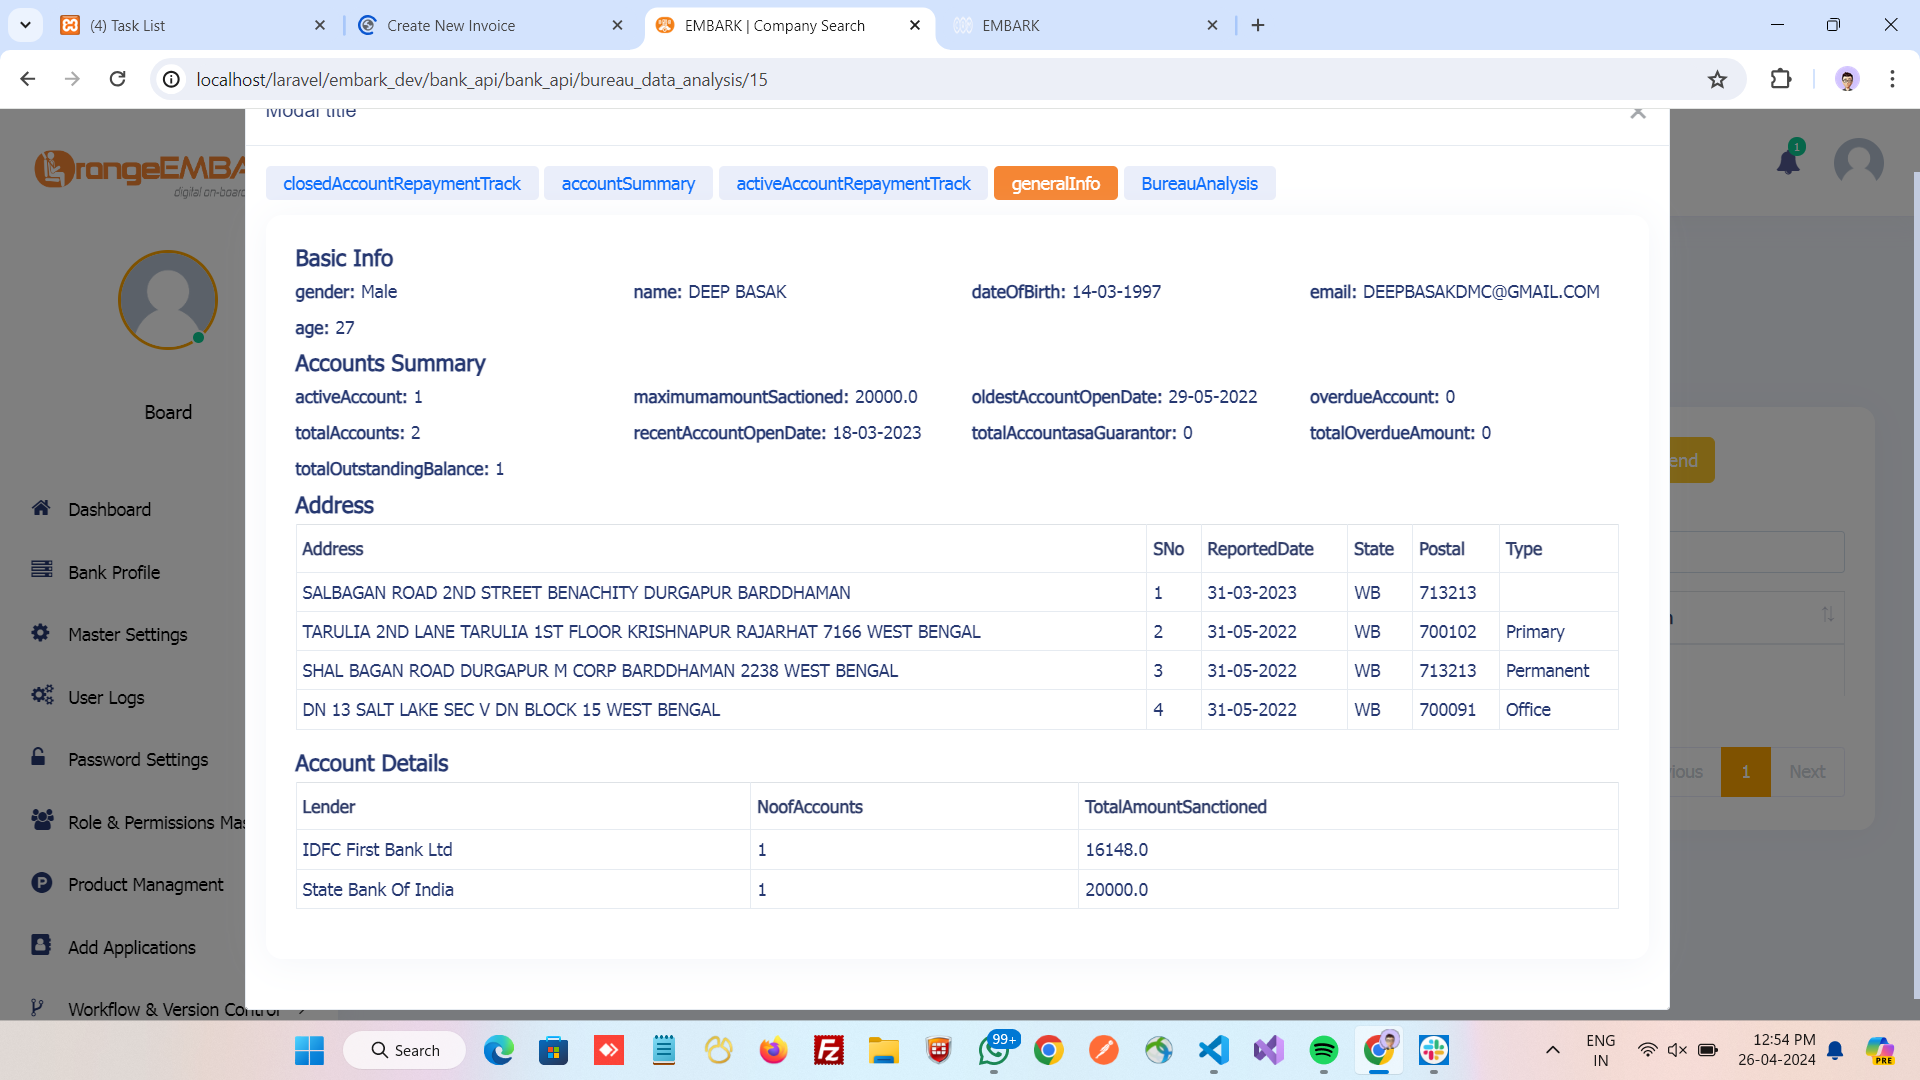 (4) Task List
Create New Invoice
EMBARK | Company Search
EMBARK
localhost/laravel/embark_dev/bank_api/bank_api/bureau_data_analysis/15
Modal title
rangeEMBA
digital on-board
1
closedAccountRepaymentTrack
accountSummary
activeAccountRepaymentTrack
generalInfo
BureauAnalysis
Basic Info
gender: Male
name: DEEP BASAK
dateOfBirth: 14-03-1997
email: DEEPBASAKDMC@GMAIL.COM
age: 27
Accounts Summary
activeAccount: 1
maximumamountSactioned: 20000.0
oldestAccountOpenDate: 29-05-2022
overdueAccount: 0
totalAccounts: 2
recentAccountOpenDate: 18-03-2023
totalAccountasaGuarantor: 0
totalOverdueAmount: 0
totalOutstandingBalance: 1
Address
Address SNo ReportedDate State Postal Type
SALBAGAN ROAD 2ND STREET BENACHITY DURGAPUR BARDDHAMAN 1 31-03-2023 WB 713213
TARULIA 2ND LANE TARULIA 1ST FLOOR KRISHNAPUR RAJARHAT 7166 WEST BENGAL 2 31-05-2022 WB 700102 Primary
SHAL BAGAN ROAD DURGAPUR M CORP BARDDHAMAN 2238 WEST BENGAL 3 31-05-2022 WB 713213 Permanent
DN 13 SALT LAKE SEC V DN BLOCK 15 WEST BENGAL 4 31-05-2022 WB 700091 Office
Account Details
Lender NoofAccounts TotalAmountSanctioned
IDFC First Bank Ltd 1 16148.0
State Bank Of India 1 20000.0
Board
Dashboard
Bank Profile
Master Settings
User Logs
Password Settings
Role & Permissions Mas
Product Managment
Add Applications
Workflow & Version Control
end
n
ious
1
Next
Search
99+
ENG
IN
12:54 PM
26-04-2024
PRE